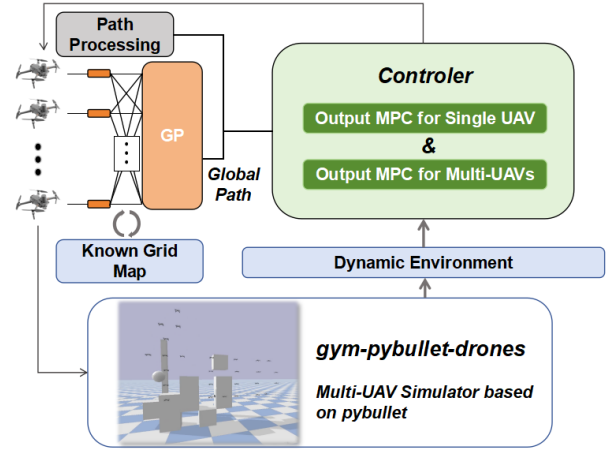 Path
Processing
GP
Global
Path
Controler
Output MPC for Single UAV
&
Output MPC for Multi-UAVs
Known Grid
Map
Dynamic Environment
gym-pybullet-drones
Multi-UAV Simulator based
on pybullet